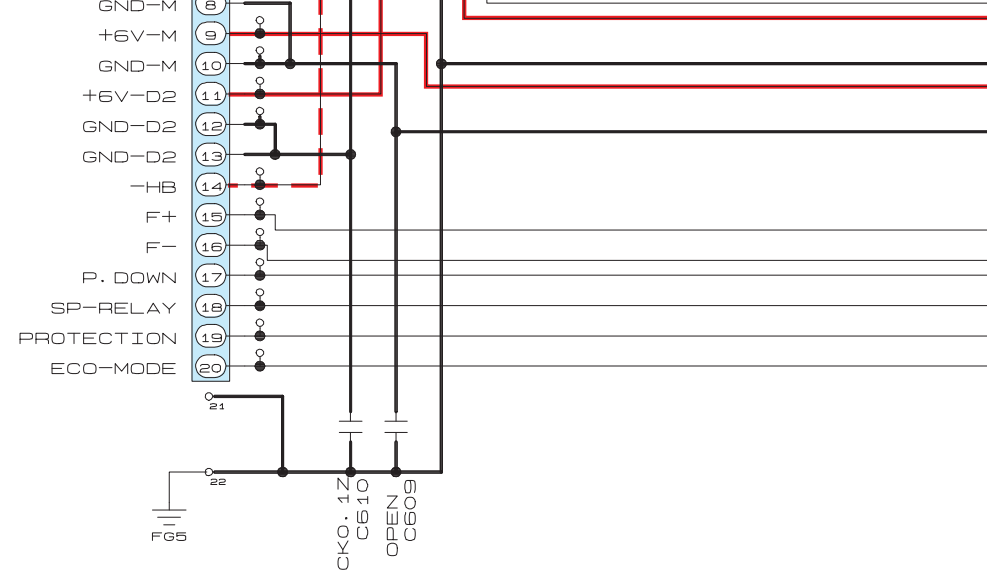 GND-M 8
+6V-M 9
GND-M 10
+6V-D2 11
GND-D2 12
GND-D2 13
-HB 14
F+ 15
F- 16
P.DOWN 17
SP-RELAY 18
PROTECTION 19
ECO-MODE 20
21
22
FG5
CK0.1Z
C610
OPEN
C609